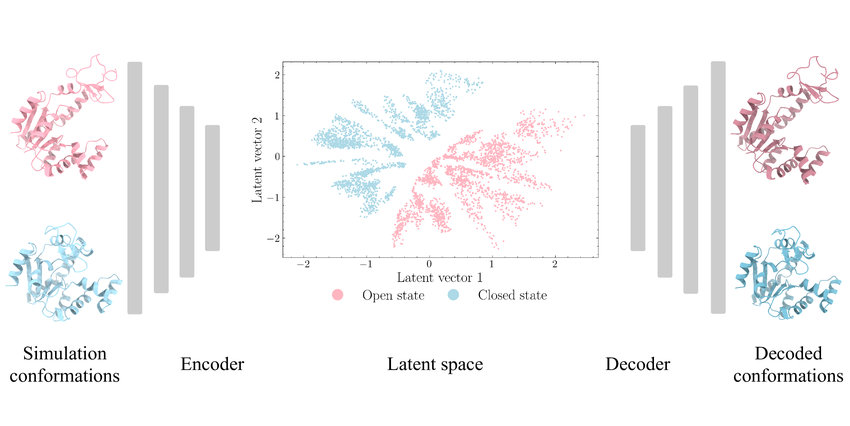 2
1
0
−1
−2
Latent vector 2
−2 −1 0 1 2
Latent vector 1
Open state Closed state
Simulation
conformations
Encoder
Latent space
Decoder
Decoded
conformations